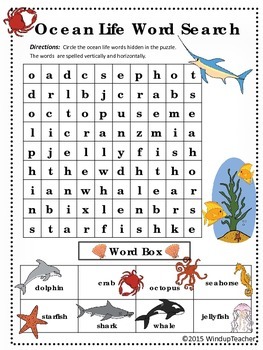 Ocean Life Word Search
Directions: Circle the ocean life words hidden in the puzzle.
The words are spelled vertically and horizontally.
o a d c s e p h o t
d r l b j c r a b s
o c t o p u s e m e
l i c r a n z m i a
p j e l l y f i s h
h t h e w d h t h o
i a n w h a l e a r
n b i x l e n b r s
s t a r f i s h k e
Word Box
dolphin
crab
octopus
seahorse
starfish
shark
whale
jellyfish
©2015 WindupTeacher